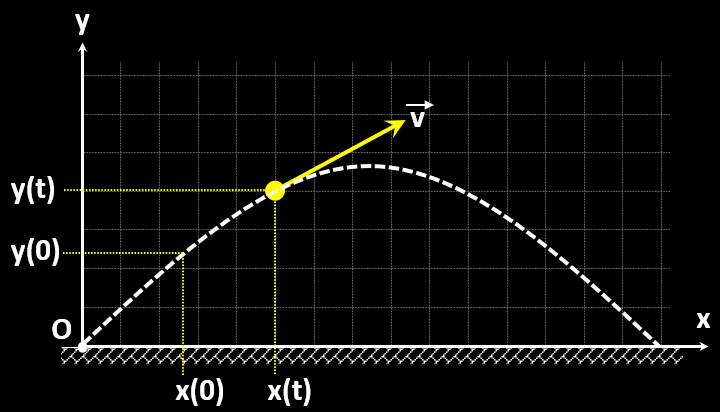 y
v
y(t)
y(0)
O
x
x(0)
x(t)